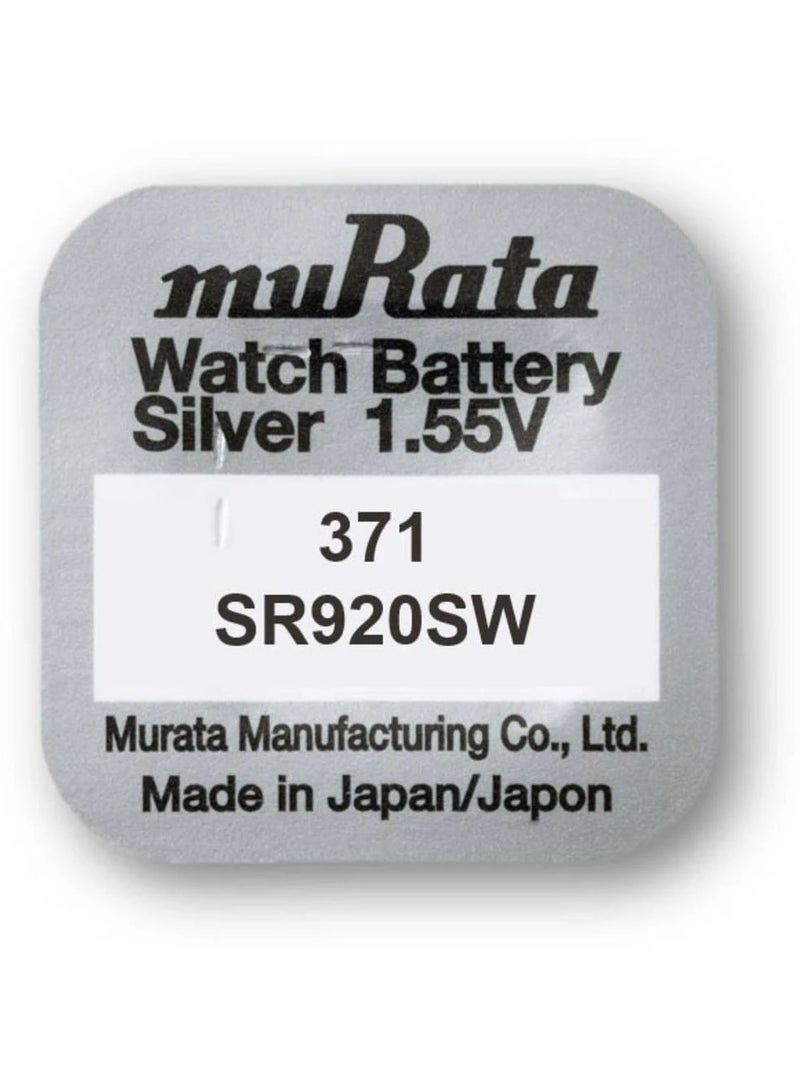 muRata
Watch Battery
Silver 1.55V
371
SR920SW
Murata Manufacturing Co., Ltd.
Made in Japan/Japon